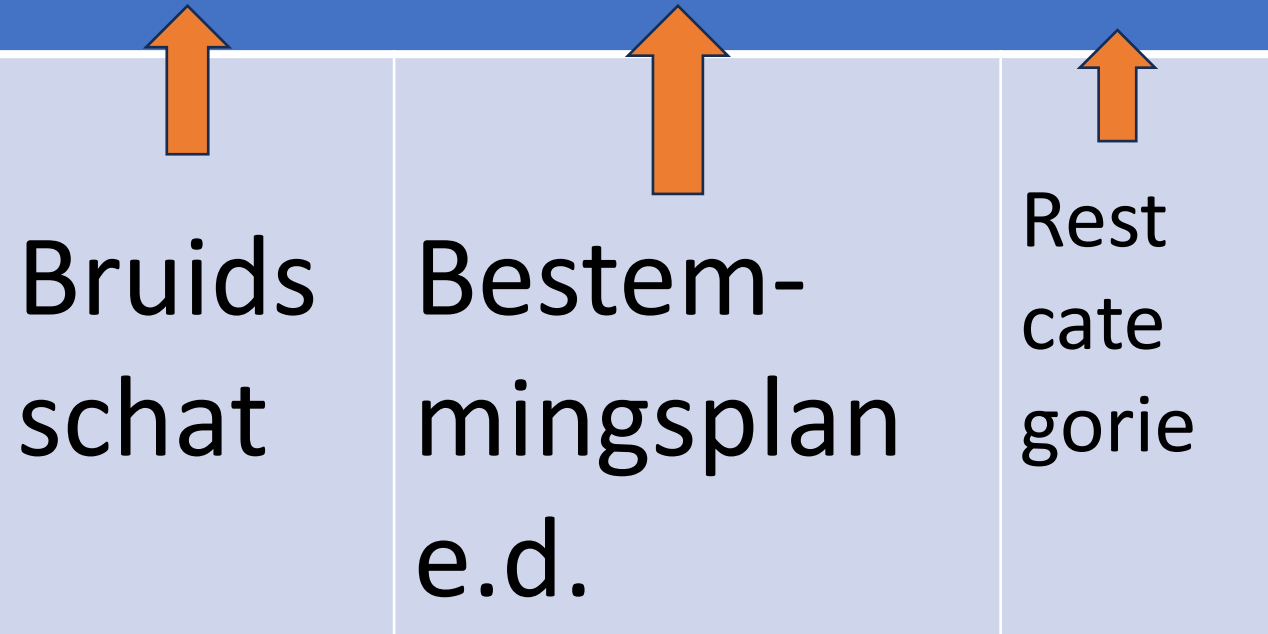 Bruids
schat
Bestem-
mingsplan
e.d.
Rest
cate
gorie